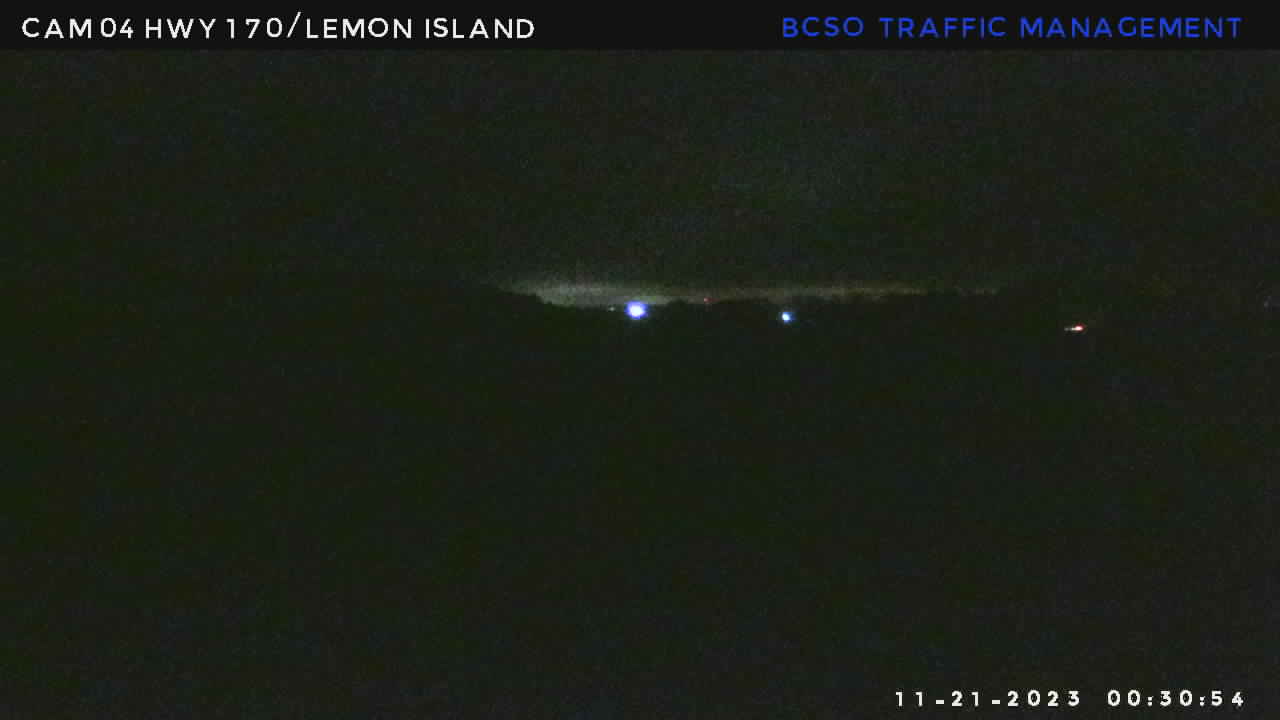 CAM04 HWY 170/LEMON ISLAND
BCSO TRAFFIC MANAGEMENT
11-21-2023 00:30:54